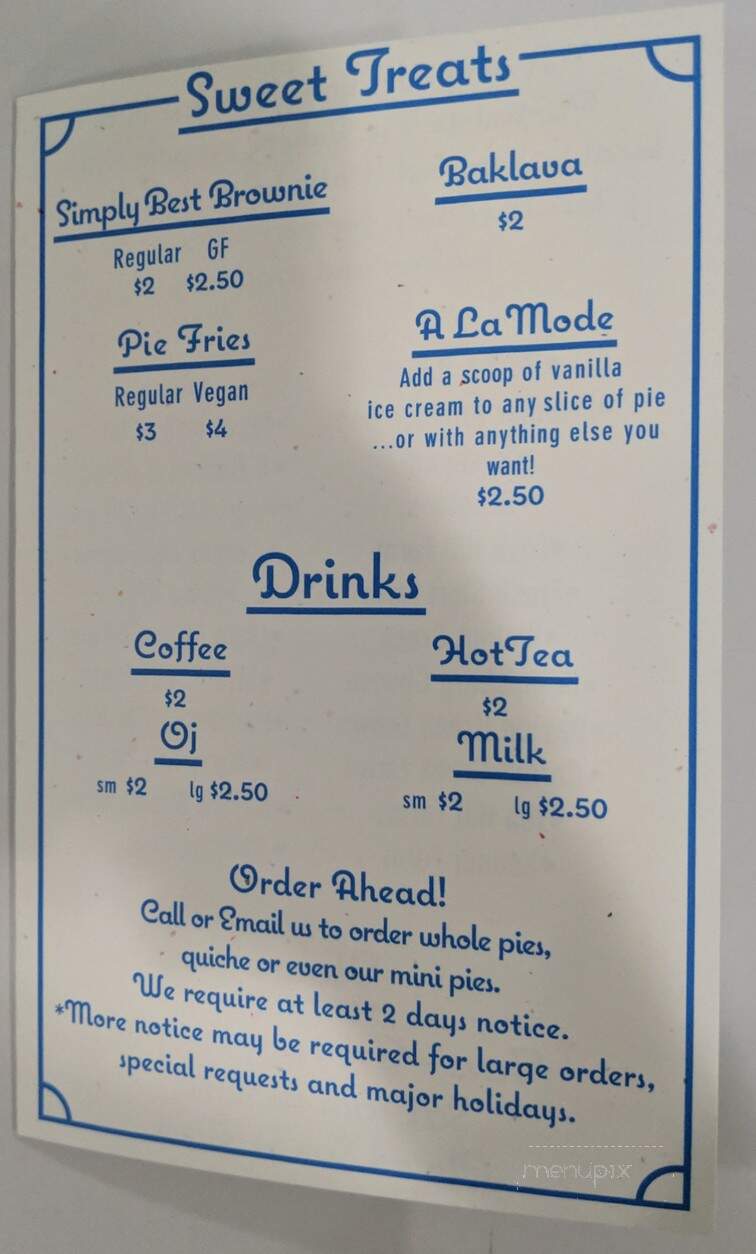 Sweet Treats
Simply Best Brownie
Regular GF
$2 $2.50
Pie Fries
Regular Vegan
$3 $4
Baklava
$2
A La Mode
Add a scoop of vanilla
ice cream to any slice of pie
...or with anything else you
want!
$2.50
Drinks
Coffee
$2
Oj
sm $2 lg $2.50
Hot Tea
$2
Milk
sm $2 lg $2.50
Order Ahead!
Call or Email us to order whole pies,
quiche or even our mini pies.
We require at least 2 days notice.
*More notice may be required for large orders,
special requests and major holidays.
menupix